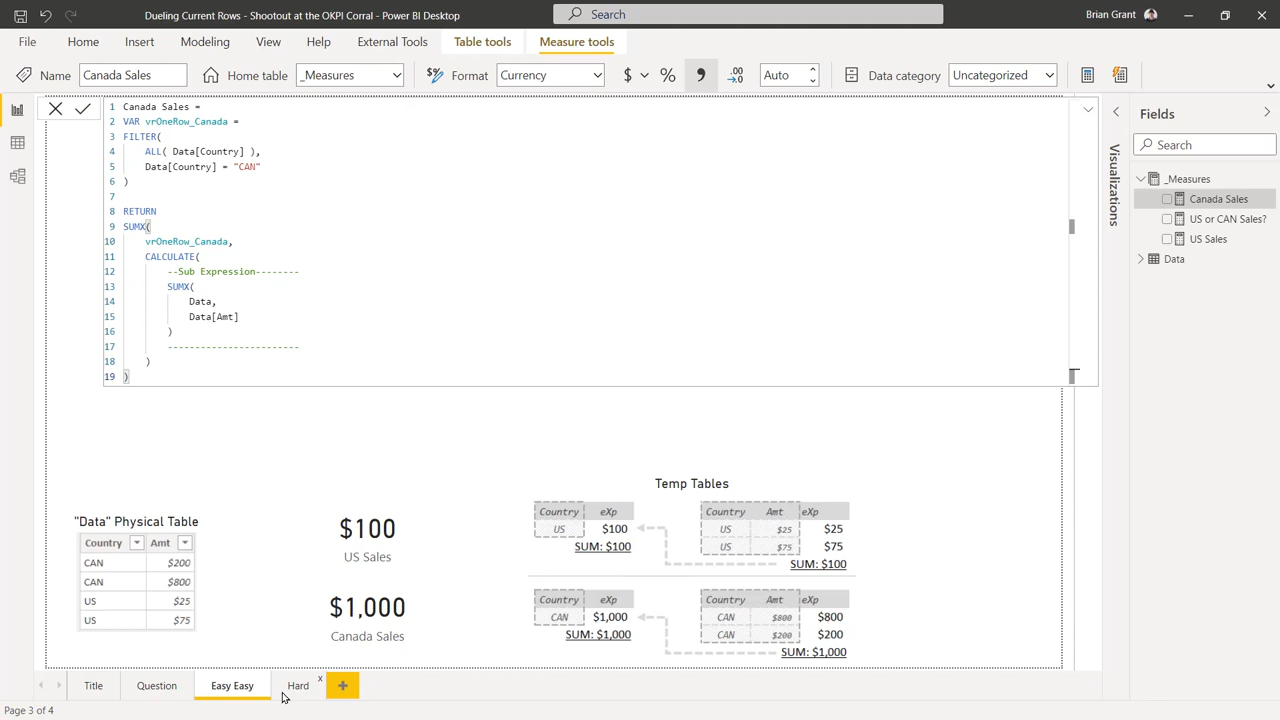 Dueling Current Rows - Shootout at the OKPI Corral - Power BI Desktop
Search
Brian Grant
File Home Insert Modeling View Help External Tools Table tools Measure tools
Name Canada Sales Home table _Measures Format Currency $ % , .00 Auto Data category Uncategorized
1 Canada Sales =
2 VAR vrOneRow_Canada =
3 FILTER(
4 ALL( Data[Country] ),
5 Data[Country] = "CAN"
6 )
7
8 RETURN
9 SUMX(
10 vrOneRow_Canada,
11 CALCULATE(
12 --Sub Expression--------
13 SUMX(
14 Data,
15 Data[Amt]
16 )
17 ------------------------
18 )
19 )
Visualizations
Fields
Search
_Measures
Canada Sales
US or CAN Sales?
US Sales
Data
"Data" Physical Table
Country Amt
CAN $200
CAN $800
US $25
US $75
$100
US Sales
$1,000
Canada Sales
Temp Tables
Country eXp
US $100
SUM: $100
Country Amt eXp
US $25 $25
US $75 $75
SUM: $100
Country eXp
CAN $1,000
SUM: $1,000
Country Amt eXp
CAN $800 $800
CAN $200 $200
SUM: $1,000
Title Question Easy Easy Hard x +
Page 3 of 4